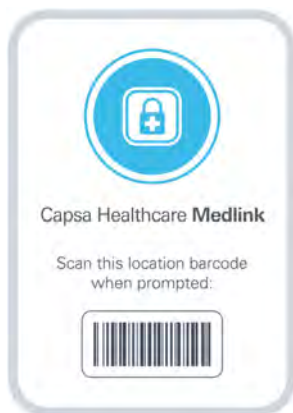 Capsa Healthcare Medlink
Scan this location barcode
when prompted: